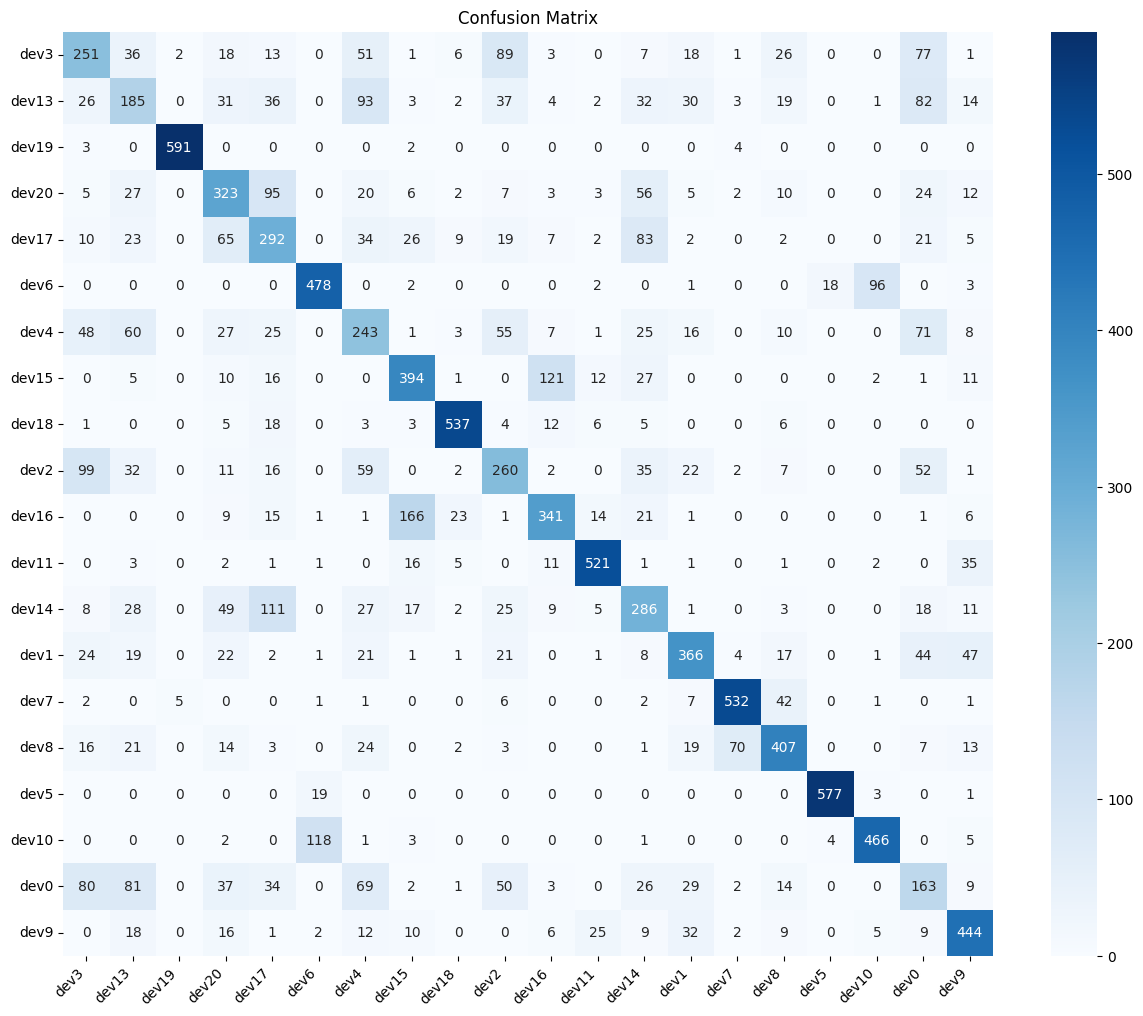 Confusion Matrix
dev3 251 36 2 18 13 0 51 1 6 89 3 0 7 18 1 26 0 0 77 1
dev13 26 185 0 31 36 0 93 3 2 37 4 2 32 30 3 19 0 1 82 14
dev19 3 0 591 0 0 0 0 2 0 0 0 0 0 0 4 0 0 0 0 0
dev20 5 27 0 323 95 0 20 6 2 7 3 3 56 5 2 10 0 0 24 12
dev17 10 23 0 65 292 0 34 26 9 19 7 2 83 2 0 2 0 0 21 5
dev6 0 0 0 0 0 478 0 2 0 0 0 2 0 1 0 0 18 96 0 3
dev4 48 60 0 27 25 0 243 1 3 55 7 1 25 16 0 10 0 0 71 8
dev15 0 5 0 10 16 0 0 394 1 0 121 12 27 0 0 0 0 2 1 11
dev18 1 0 0 5 18 0 3 3 537 4 12 6 5 0 0 6 0 0 0 0
dev2 99 32 0 11 16 0 59 0 2 260 2 0 35 22 2 7 0 0 52 1
dev16 0 0 0 9 15 1 1 166 23 1 341 14 21 1 0 0 0 0 1 6
dev11 0 3 0 2 1 1 0 16 5 0 11 521 1 1 0 1 0 2 0 35
dev14 8 28 0 49 111 0 27 17 2 25 9 5 286 1 0 3 0 0 18 11
dev1 24 19 0 22 2 1 21 1 1 21 0 1 8 366 4 17 0 1 44 47
dev7 2 0 5 0 0 1 1 0 0 6 0 0 2 7 532 42 0 1 0 1
dev8 16 21 0 14 3 0 24 0 2 3 0 0 1 19 70 407 0 0 7 13
dev5 0 0 0 0 0 19 0 0 0 0 0 0 0 0 0 0 577 3 0 1
dev10 0 0 0 2 0 118 1 3 0 0 0 0 1 0 0 0 4 466 0 5
dev0 80 81 0 37 34 0 69 2 1 50 3 0 26 29 2 14 0 0 163 9
dev9 0 18 0 16 1 2 12 10 0 0 6 25 9 32 2 9 0 5 9 444
dev3 dev13 dev19 dev20 dev17 dev6 dev4 dev15 dev18 dev2 dev16 dev11 dev14 dev1 dev7 dev8 dev5 dev10 dev0 dev9
500
400
300
200
100
0